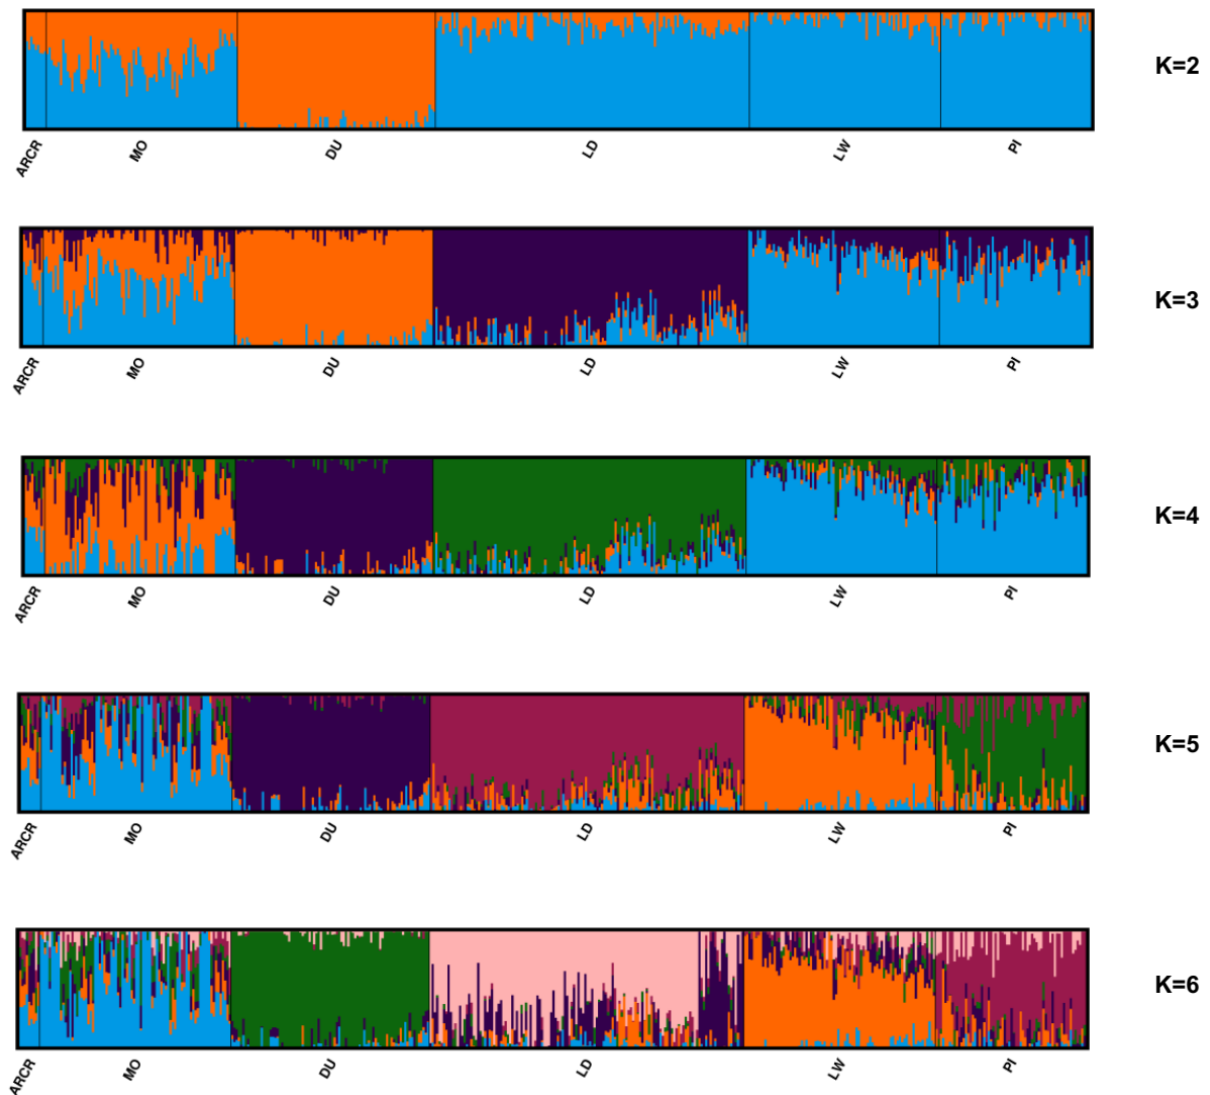 K=2
ARCR MO DU LD LW PI
K=3
ARCR MO DU LD LW PI
K=4
ARCR MO DU LD LW PI
K=5
ARCR MO DU LD LW PI
K=6
ARCR MO DU LD LW PI